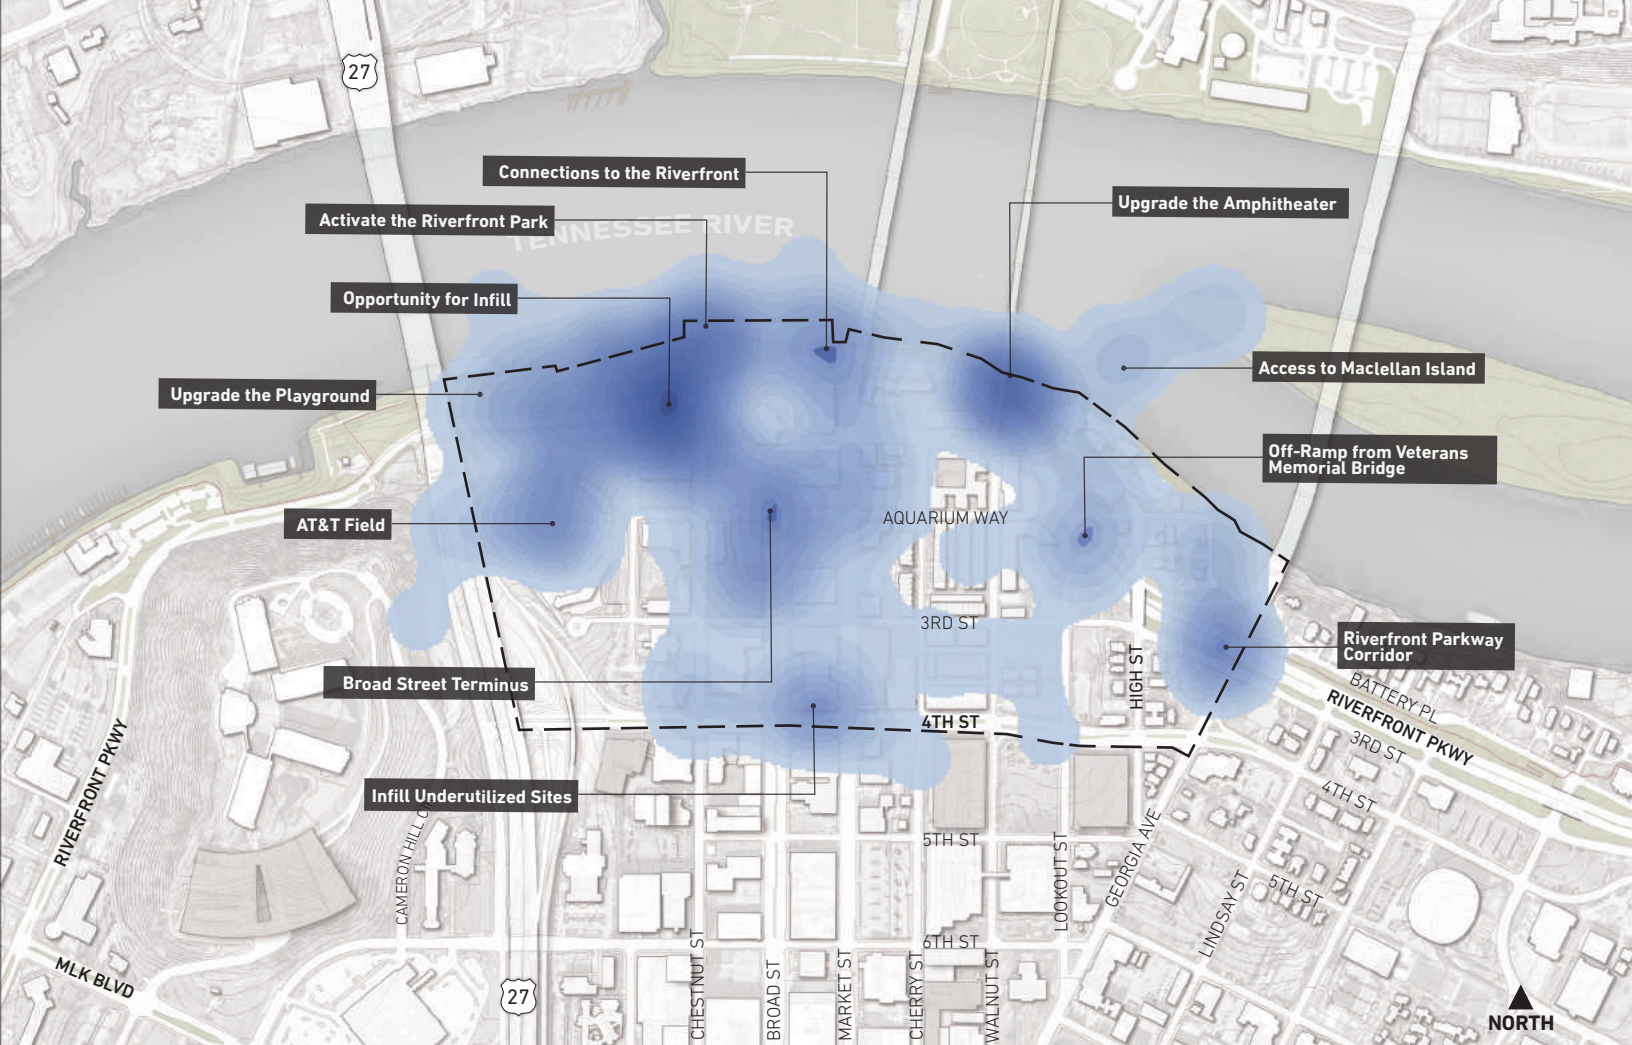 27
Connections to the Riverfront
Upgrade the Amphitheater
Activate the Riverfront Park
TENNESSEE RIVER
Opportunity for Infill
Access to Maclellan Island
Upgrade the Playground
Off-Ramp from Veterans
Memorial Bridge
AT&T Field
AQUARIUM WAY
3RD ST
Riverfront Parkway
Corridor
HIGH ST
Broad Street Terminus
BATTERY PL
RIVERFRONT PKWY
4TH ST
3RD ST
RIVERFRONT PKWY
Infill Underutilized Sites
4TH ST
CAMERON HILL CI
5TH ST
LOOKOUT ST
GEORGIA AVE
5TH ST
LINDSAY ST
6TH ST
MLK BLVD
27
CHESTNUT ST
BROAD ST
MARKET ST
CHERRY ST
WALNUT ST
NORTH